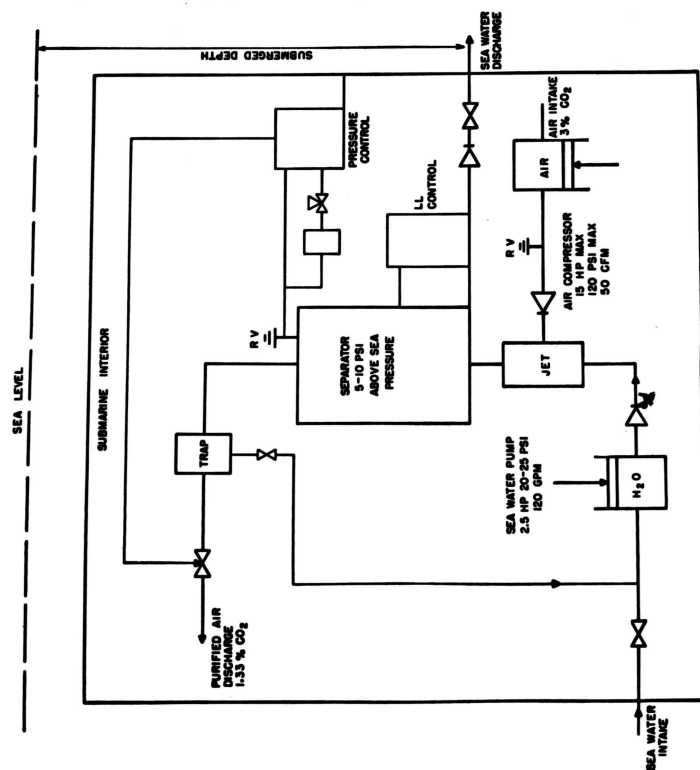 SEA LEVEL
SUBMERGED DEPTH
SUBMARINE INTERIOR
PRESSURE
CONTROL
SEA WATER
DISCHARGE
R V
LL
CONTROL
SEPARATOR
5-10 PSI
ABOVE SEA
PRESSURE
TRAP
PURIFIED AIR
DISCHARGE
1.33 % CO2
AIR INTAKE
3 % CO2
AIR
R V
AIR COMPRESSOR
15 HP MAX
120 PSI MAX
50 CFM
JET
SEA WATER PUMP
2.5 HP 20-25 PSI
120 GPM
H2O
SEA WATER
INTAKE